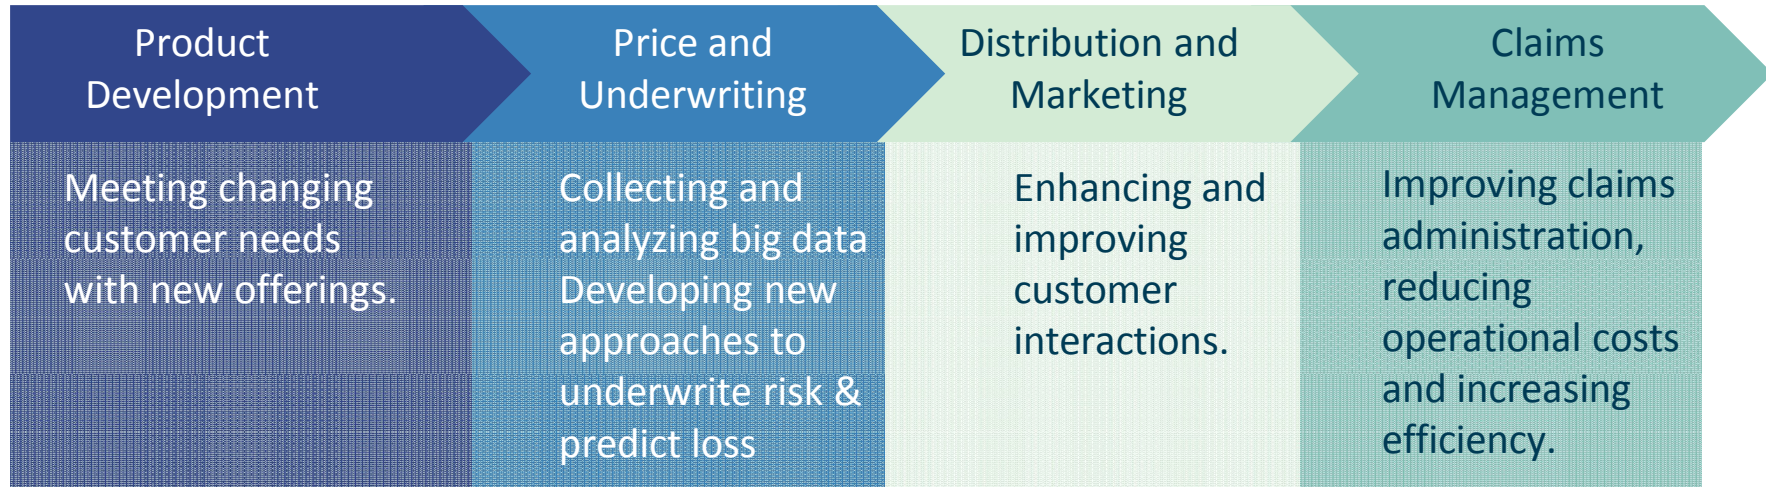 Product
Development
Price and
Underwriting
Distribution and
Marketing
Claims
Management
Meeting changing
customer needs
with new offerings.
Collecting and
analyzing big data
Developing new
approaches to
underwrite risk &
predict loss
Enhancing and
improving
customer
interactions.
Improving claims
administration,
reducing
operational costs
and increasing
efficiency.